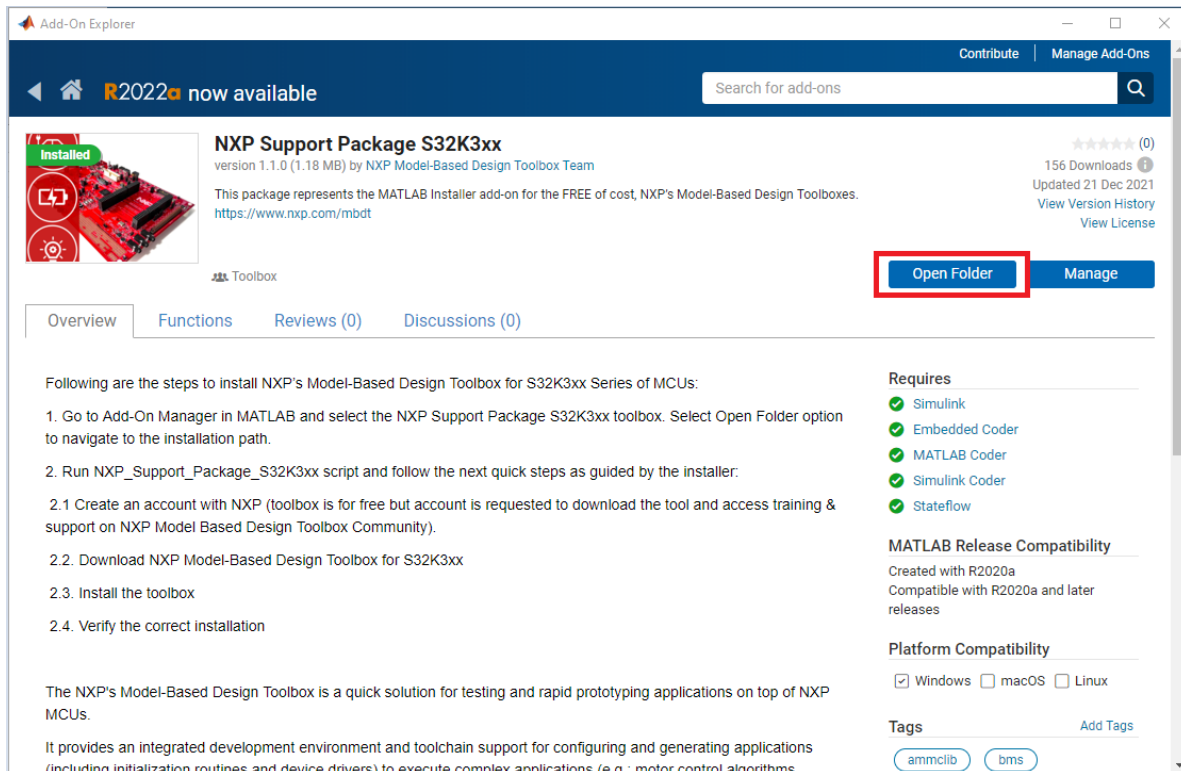 Add-On Explorer
Contribute | Manage Add-Ons
R2022a now available
Search for add-ons
Installed
NXP Support Package S32K3xx
version 1.1.0 (1.18 MB) by NXP Model-Based Design Toolbox Team
This package represents the MATLAB Installer add-on for the FREE of cost, NXP's Model-Based Design Toolboxes.
https://www.nxp.com/mbdt
Toolbox
(0)
156 Downloads
Updated 21 Dec 2021
View Version History
View License
Open Folder
Manage
Overview
Functions
Reviews (0)
Discussions (0)
Following are the steps to install NXP's Model-Based Design Toolbox for S32K3xx Series of MCUs:
1. Go to Add-On Manager in MATLAB and select the NXP Support Package S32K3xx toolbox. Select Open Folder option
to navigate to the installation path.
2. Run NXP_Support_Package_S32K3xx script and follow the next quick steps as guided by the installer:
2.1 Create an account with NXP (toolbox is for free but account is requested to download the tool and access training &
support on NXP Model Based Design Toolbox Community).
2.2. Download NXP Model-Based Design Toolbox for S32K3xx
2.3. Install the toolbox
2.4. Verify the correct installation
The NXP's Model-Based Design Toolbox is a quick solution for testing and rapid prototyping applications on top of NXP
MCUs.
It provides an integrated development environment and toolchain support for configuring and generating applications
(including initialization routines and device drivers) to execute complex applications (e.g.: motor control algorithms
Requires
Simulink
Embedded Coder
MATLAB Coder
Simulink Coder
Stateflow
MATLAB Release Compatibility
Created with R2020a
Compatible with R2020a and later
releases
Platform Compatibility
Windows
macOS
Linux
Tags
Add Tags
ammclib
bms